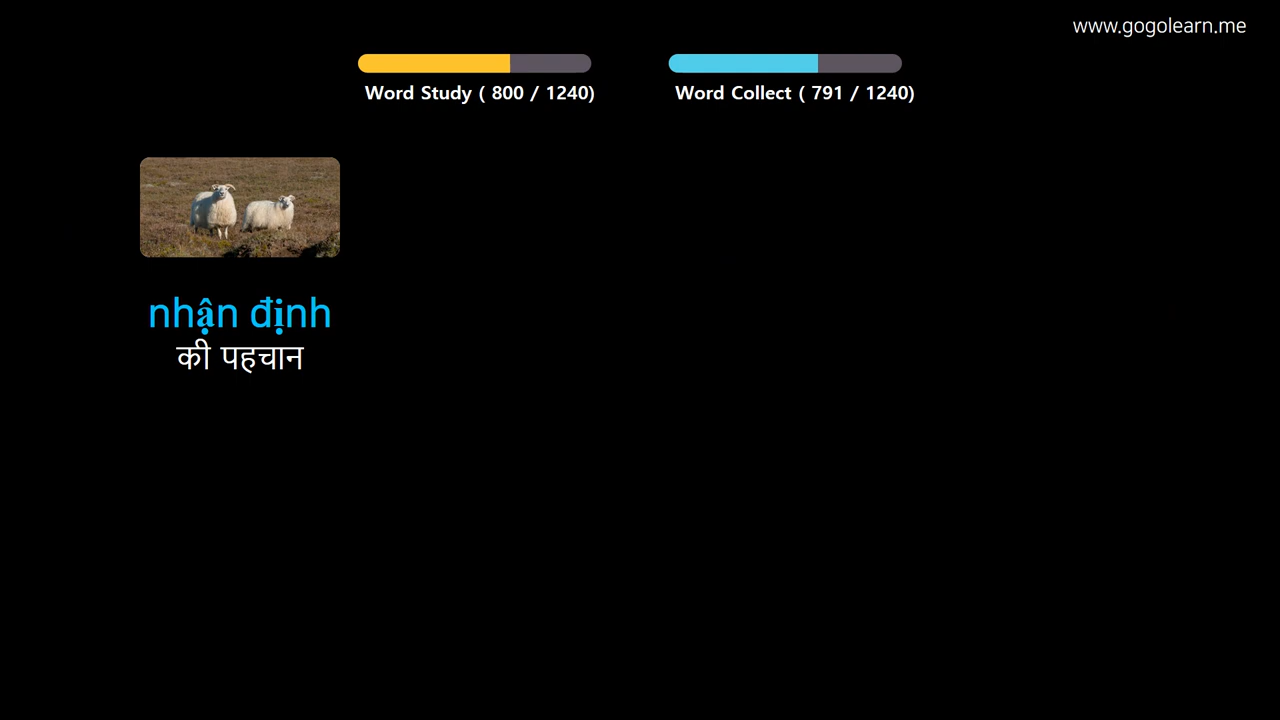 www.gogolearn.me
Word Study ( 800 / 1240)
Word Collect ( 791 / 1240)
nhận định
की पहचान